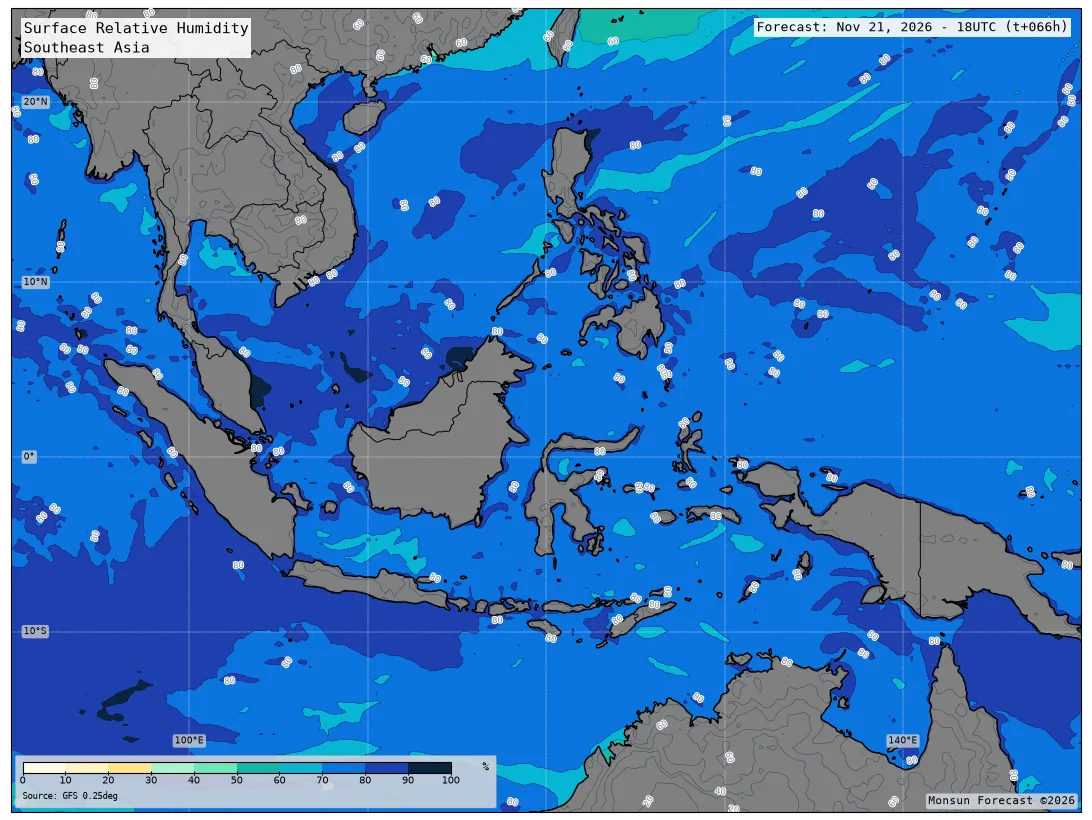 Surface Relative Humidity
Southeast Asia
Forecast: Nov 21, 2026 - 18UTC (t+066h)
20°N
10°N
0°
10°S
100°E
140°E
0 10 20 30 40 50 60 70 80 90 100
%
Source: GFS 0.25deg
Monsun Forecast ©2026